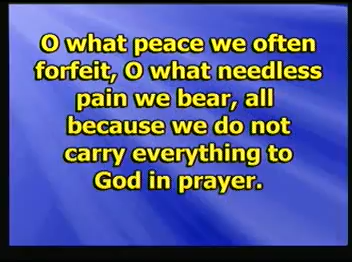 O what peace we often
forfeit, O what needless
pain we bear, all
because we do not
carry everything to
God in prayer.